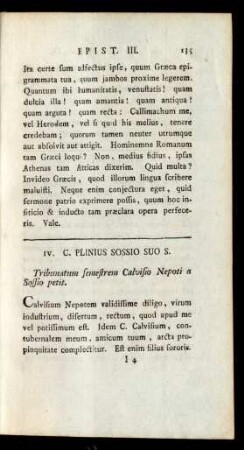 EPIST. III. 135
Ita certe sum affectus ipse, quum Græca epi-
grammata tua, quum jambos proxime legerem.
Quantum ibi humanitatis, venustatis! quam
dulcia illa! quam amantia! quam antiqua!
quam arguta! quam recta! Callimachum me,
vel Herodem, vel si quid his melius, tenere
credebam; quorum tamen neuter utrumque
aut absolvit aut attigit. Hominemne Romanum
tam Græci loqui? Non, medius fidius, ipsas
Athenas tam Atticas dixerim. Quid multa?
Invideo Græcis, quod illorum lingua scribere
maluisti. Neque enim conjectura eget, quid
sermone patrio exprimere possis, quum hoc in-
sititio & inducto tam præclara opera perfece-
ris. Vale.
IV. C. PLINIUS SOSSIO SUO S.
Tribunatum semestrem Calvisio Nepoti a
Sossio petit.
Calvisium Nepotem validissime diligo, virum
industrium, disertum, rectum, quod apud me
vel potissimum est. Idem C. Calvisium, con-
tubernalem meum, amicum tuum, arcta pro-
pinquitate complectitur. Est enim filius sororis.
I 4